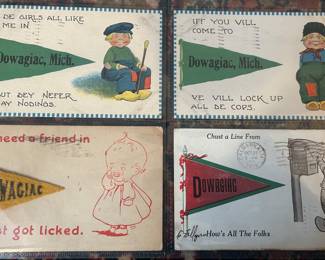 DE GIRLS ALL LIKE
ME IN
Dowagiac, Mich.
BUT DEY NEFER
SAY NODINGS.
IFF YOU VILL
COME TO
Dowagiac, Mich.
VE VILL LOCK UP
ALL DE COPS.
need a friend in
OWAGIAC
st got licked.
Chust a Line From
DOWAGIAC
How's All The Folks